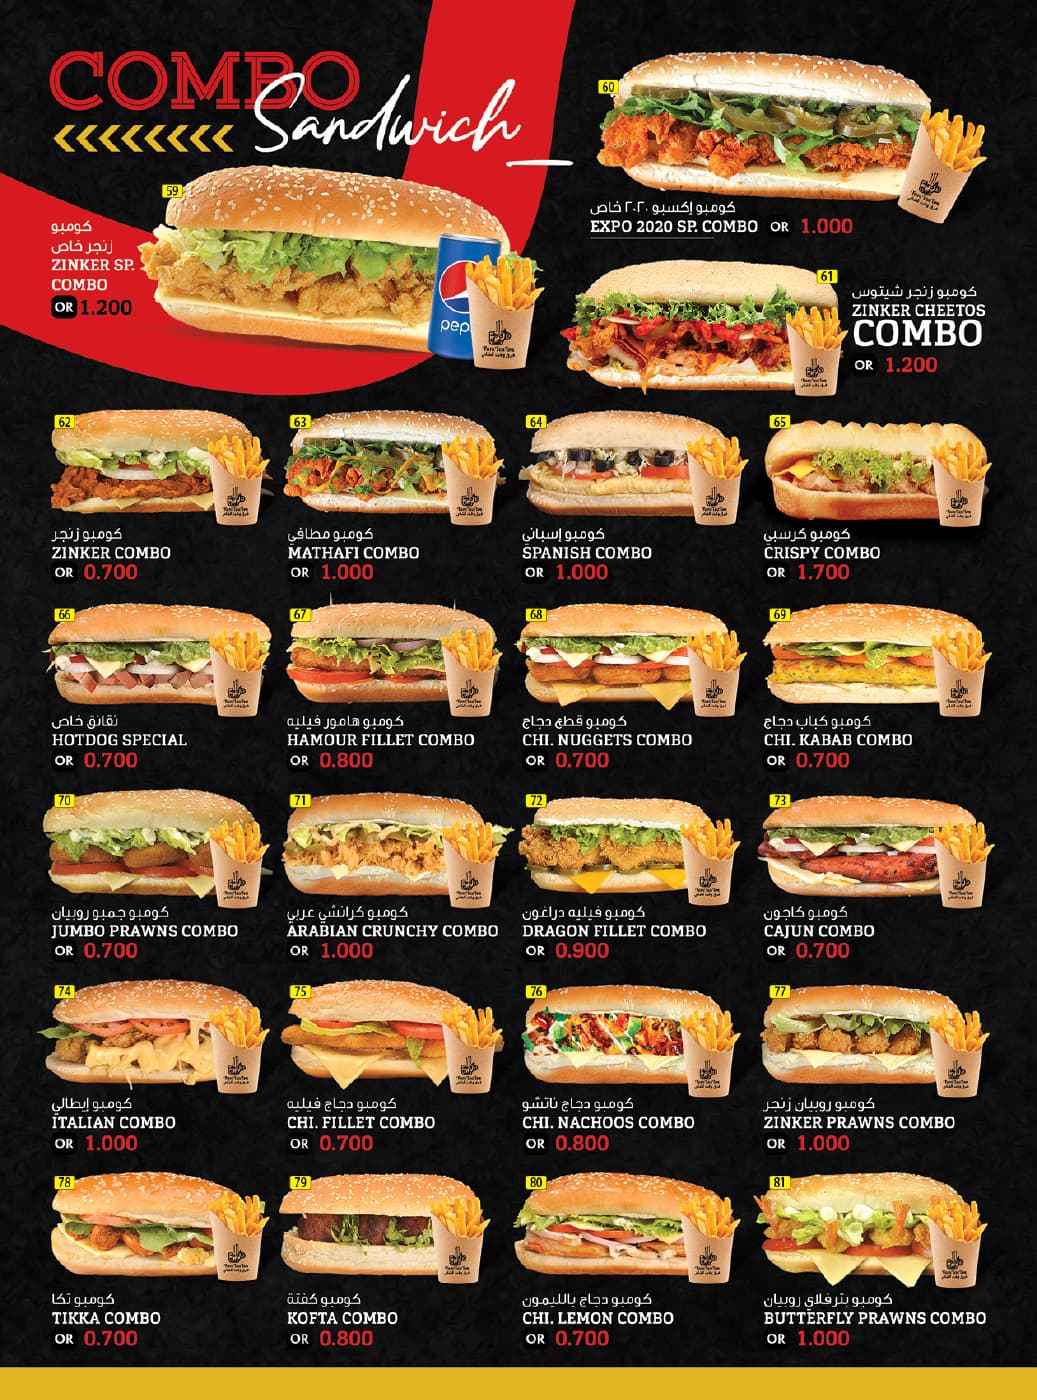 COMBO
Sandwich
59
كومبو
زنجر خاص
ZINKER SP.
COMBO
OR 1.200
pep
60
كومبو إكسبو ٢٠٢٠ خاص
EXPO 2020 SP. COMBO OR 1.000
61
كومبو زنجر شيتوس
ZINKER CHEETOS
COMBO
OR 1.200
62
كومبو زنجر
ZINKER COMBO
OR 0.700
63
كومبو مطافي
MATHAFI COMBO
OR 1.000
64
كومبو إسباني
SPANISH COMBO
OR 1.000
65
كومبو كرسبي
CRISPY COMBO
OR 1.700
66
نقانق خاص
HOTDOG SPECIAL
OR 0.700
67
كومبو هامور فيليه
HAMOUR FILLET COMBO
OR 0.800
68
كومبو قطع دجاج
CHI. NUGGETS COMBO
OR 0.700
69
كومبو كباب دجاج
CHI. KABAB COMBO
OR 0.700
70
كومبو جمبو روبيان
JUMBO PRAWNS COMBO
OR 0.700
71
كومبو كرانشي عربي
ARABIAN CRUNCHY COMBO
OR 1.000
72
كومبو فيليه دراغون
DRAGON FILLET COMBO
OR 0.900
73
كومبو كاجون
CAJUN COMBO
OR 0.700
74
كومبو إيطالي
ITALIAN COMBO
OR 1.000
75
كومبو دجاج فيليه
CHI. FILLET COMBO
OR 0.700
76
كومبو دجاج ناتشو
CHI. NACHOOS COMBO
OR 0.800
77
كومبو روبيان زنجر
ZINKER PRAWNS COMBO
OR 1.000
78
كومبو تكا
TIKKA COMBO
OR 0.700
79
كومبو كفتة
KOFTA COMBO
OR 0.800
80
كومبو دجاج بالليمون
CHI. LEMON COMBO
OR 0.700
81
كومبو بترفلاي روبيان
BUTTERFLY PRAWNS COMBO
OR 1.000